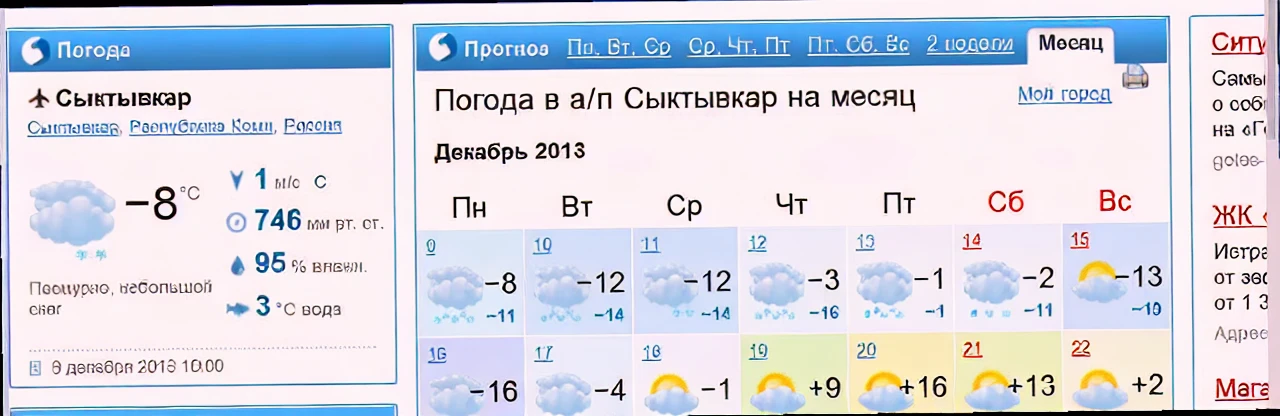 Погода
Сыктывкар
Сыктывкар, Республика Коми, Россия
−8 °C
1 м/с С
746 мм рт. ст.
95 % влажн.
3 °C вода
Пасмурно, небольшой
снег
9 декабря 2013 10:00
Прогноз Пн, Вт, Ср Ср, Чт, Пт Пт, Сб, Вс 2 недели Месяц
Погода в а/п Сыктывкар на месяц
Мой город
Декабрь 2013
Пн Вт Ср Чт Пт Сб Вс
9 10 11 12 13 14 15
−8 −12 −12 −3 −1 −2 −13
−11 −14 −14 −16 −1 −11
16 17 18 19 20 21 22
−16 −4 −1 +9 +16 +13 +2
Ситу
Самы
о собы
на «Го
ЖК «
Истра
от 1 3
Адрес
Мага